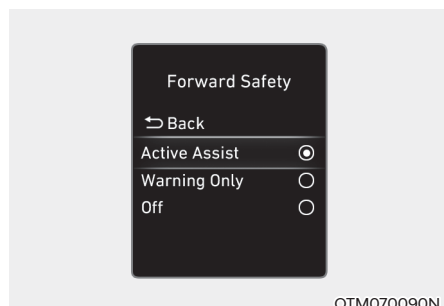 Forward Safety
Back
Active Assist
Warning Only
Off
OTM070090N